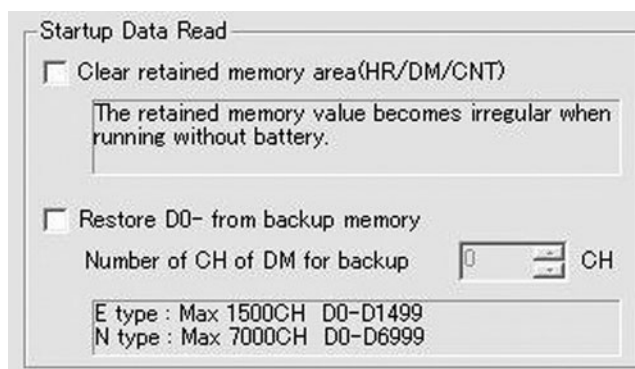 Startup Data Read
Clear retained memory area(HR/DM/CNT)
The retained memory value becomes irregular when
running without battery.
Restore D0- from backup memory
Number of CH of DM for backup 0 CH
E type : Max 1500CH D0-D1499
N type : Max 7000CH D0-D6999